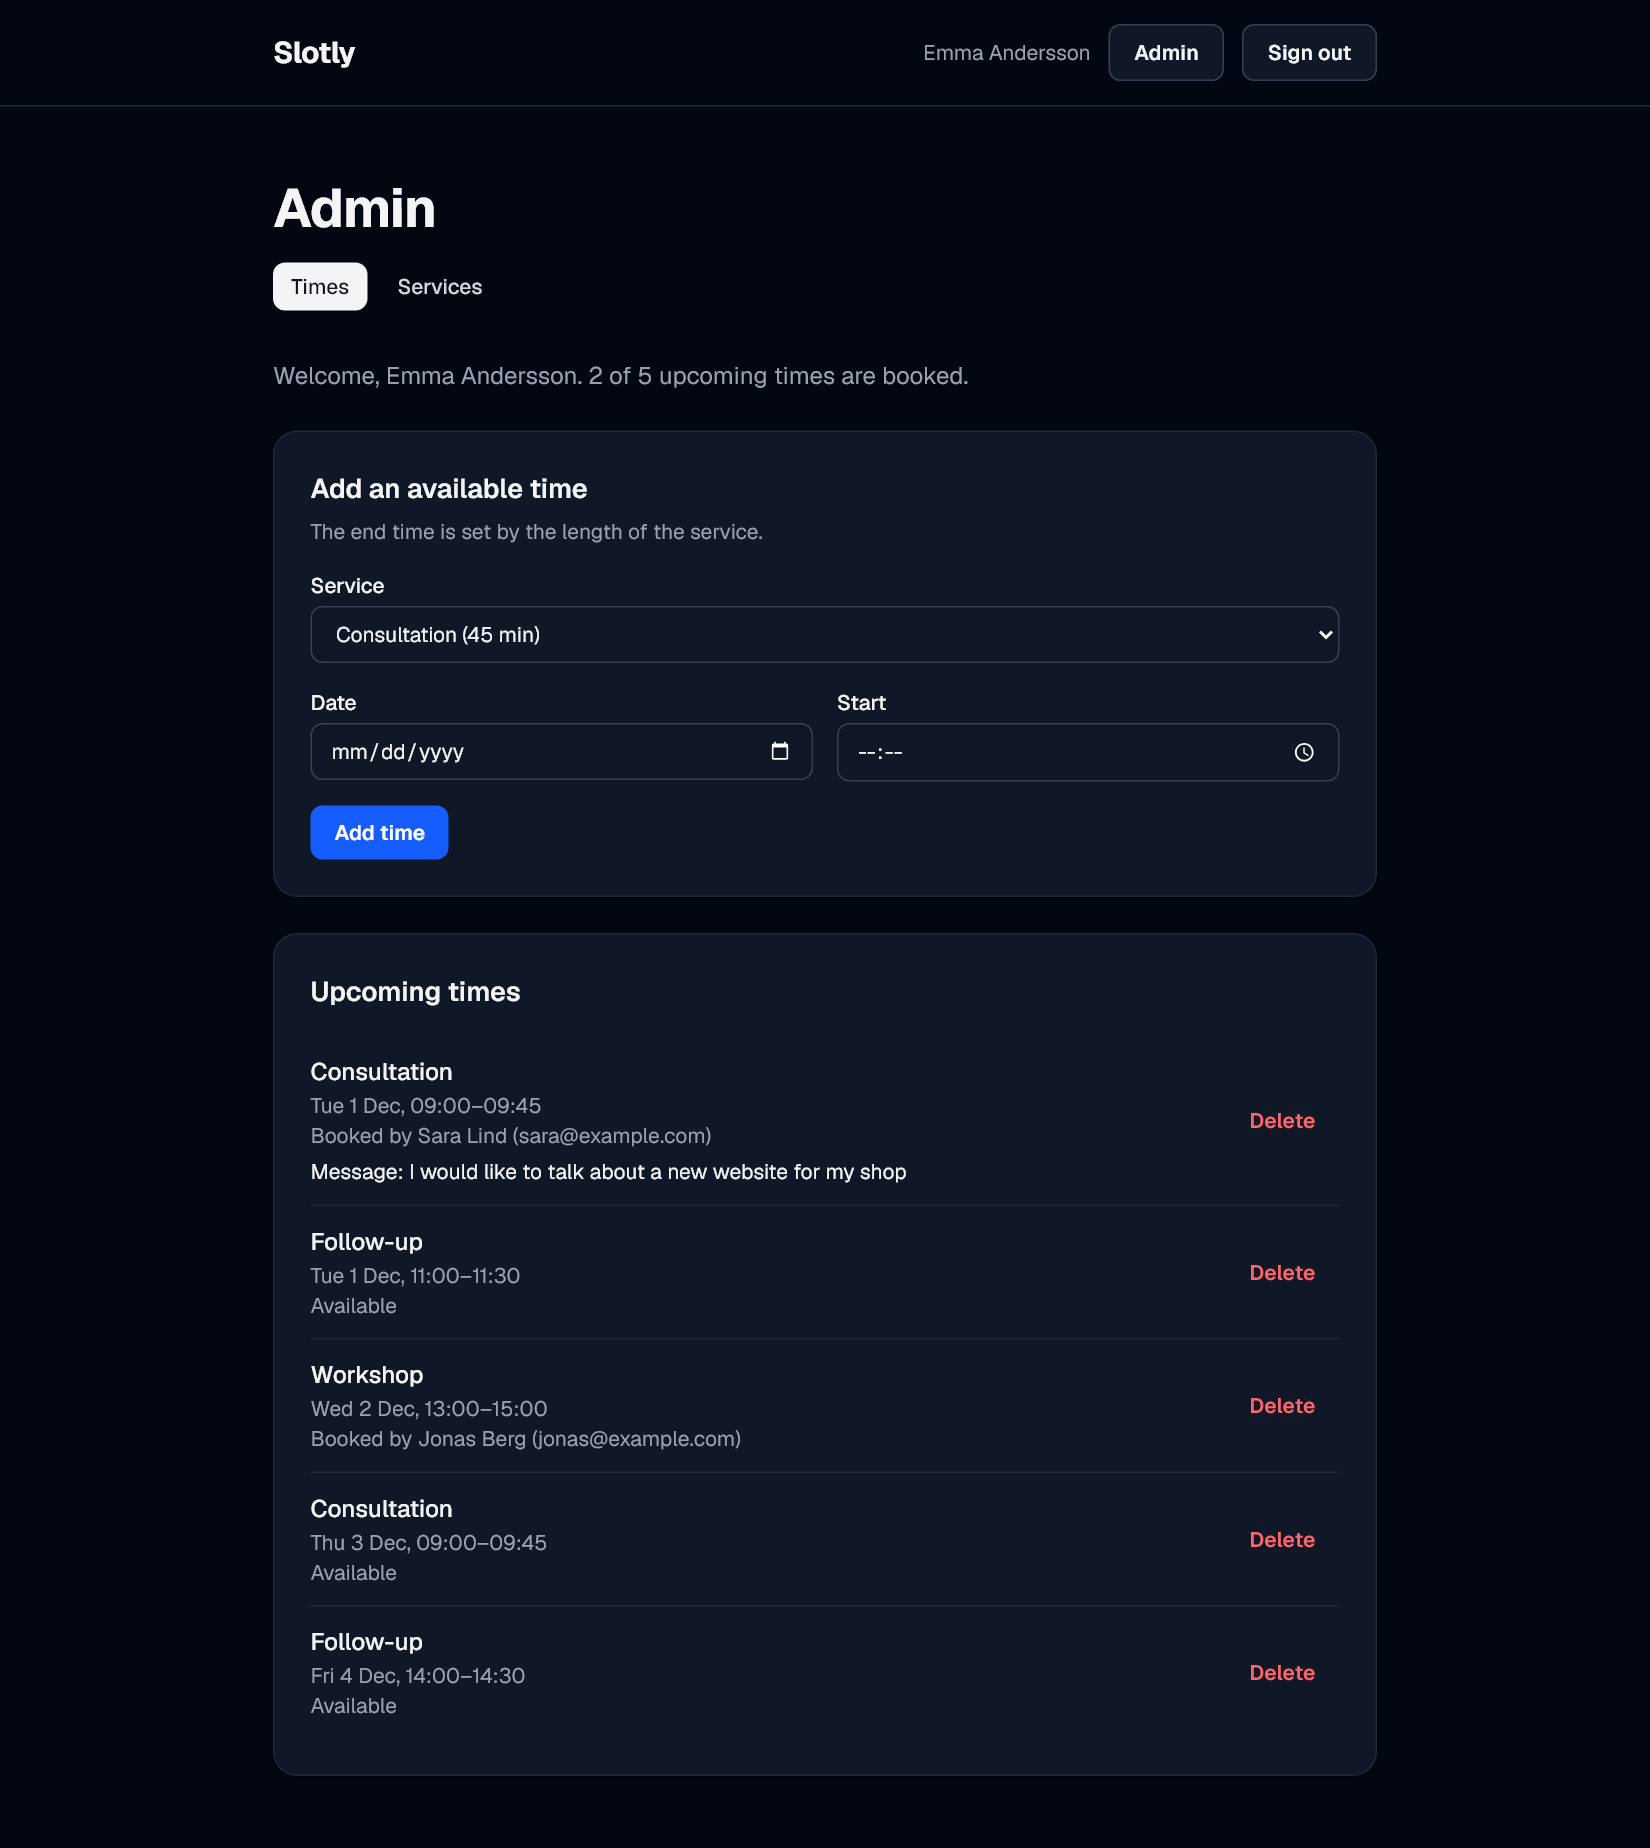 Slotly
Emma Andersson
Admin
Sign out
Admin
Times
Services
Welcome, Emma Andersson. 2 of 5 upcoming times are booked.
Add an available time
The end time is set by the length of the service.
Service
Consultation (45 min)
Date
Start
mm/dd/yyyy
--:--
Add time
Upcoming times
Consultation
Tue 1 Dec, 09:00–09:45
Booked by Sara Lind (sara@example.com)
Message: I would like to talk about a new website for my shop
Delete
Follow-up
Tue 1 Dec, 11:00–11:30
Available
Delete
Workshop
Wed 2 Dec, 13:00–15:00
Booked by Jonas Berg (jonas@example.com)
Delete
Consultation
Thu 3 Dec, 09:00–09:45
Available
Delete
Follow-up
Fri 4 Dec, 14:00–14:30
Available
Delete